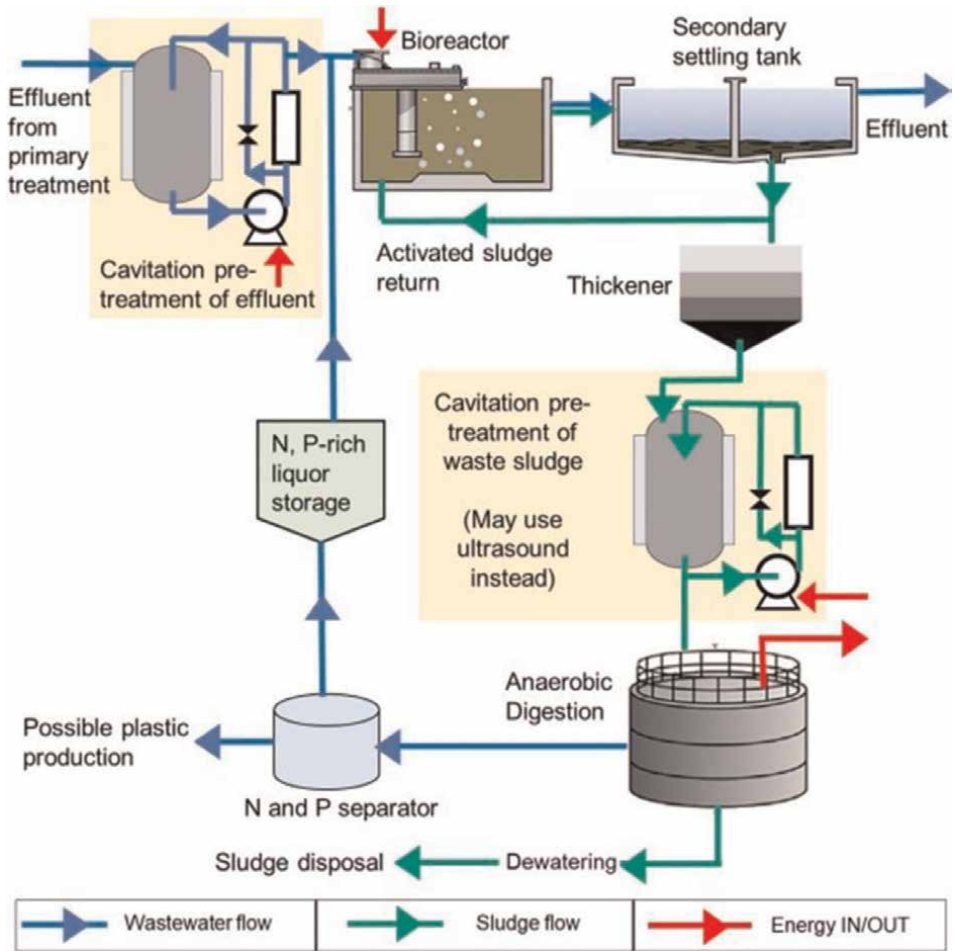 Effluent
from
primary
treatment
Cavitation pre-
treatment of effluent
Bioreactor
Secondary
settling tank
Effluent
Activated sludge
return
Thickener
N, P-rich
liquor
storage
Cavitation pre-
treatment of
waste sludge
(May use
ultrasound
instead)
Anaerobic
Digestion
Possible plastic
production
N and P separator
Sludge disposal
Dewatering
Wastewater flow
Sludge flow
Energy IN/OUT